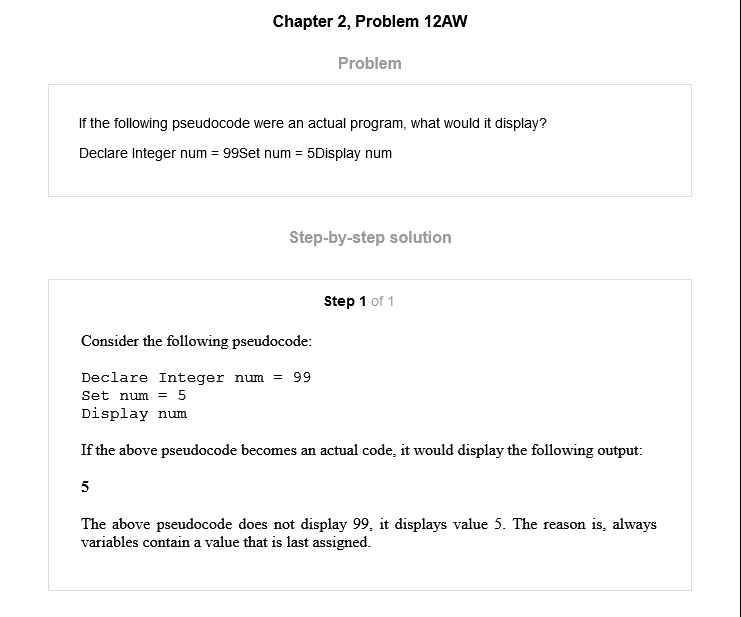 Chapter 2, Problem 12AW
Problem
If the following pseudocode were an actual program, what would it display?
Declare Integer num = 99Set num = 5Display num
Step-by-step solution
Step 1 of 1
Consider the following pseudocode:
Declare Integer num = 99
Set num = 5
Display num
If the above pseudocode becomes an actual code, it would display the following output:
5
The above pseudocode does not display 99, it displays value 5. The reason is, always
variables contain a value that is last assigned.